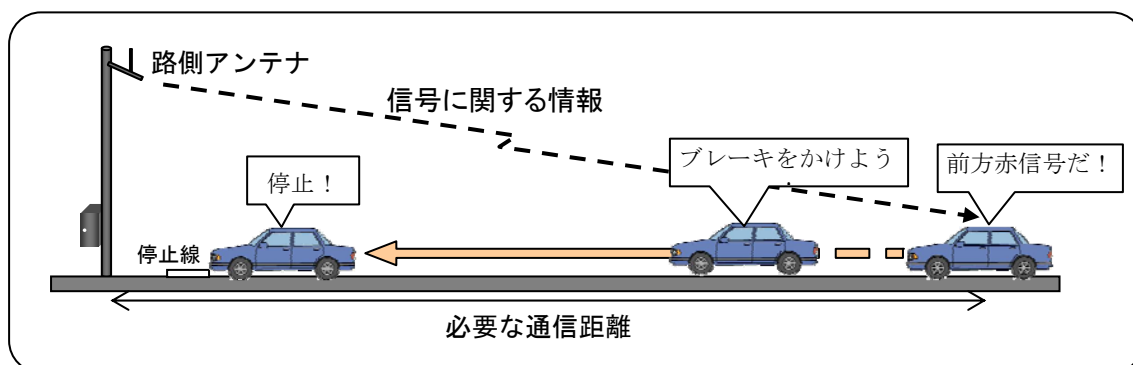 路側アンテナ
信号に関する情報
ブレーキをかけよう
前方赤信号だ！
停止！
停止線
必要な通信距離